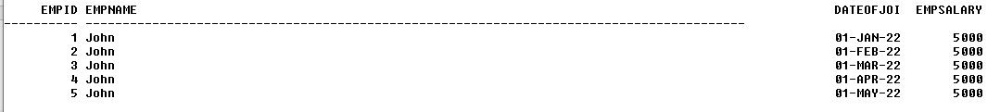 EMPID EMPNAME DATEOFJOI EMPSALARY
1 John 01-JAN-22 5000
2 John 01-FEB-22 5000
3 John 01-MAR-22 5000
4 John 01-APR-22 5000
5 John 01-MAY-22 5000